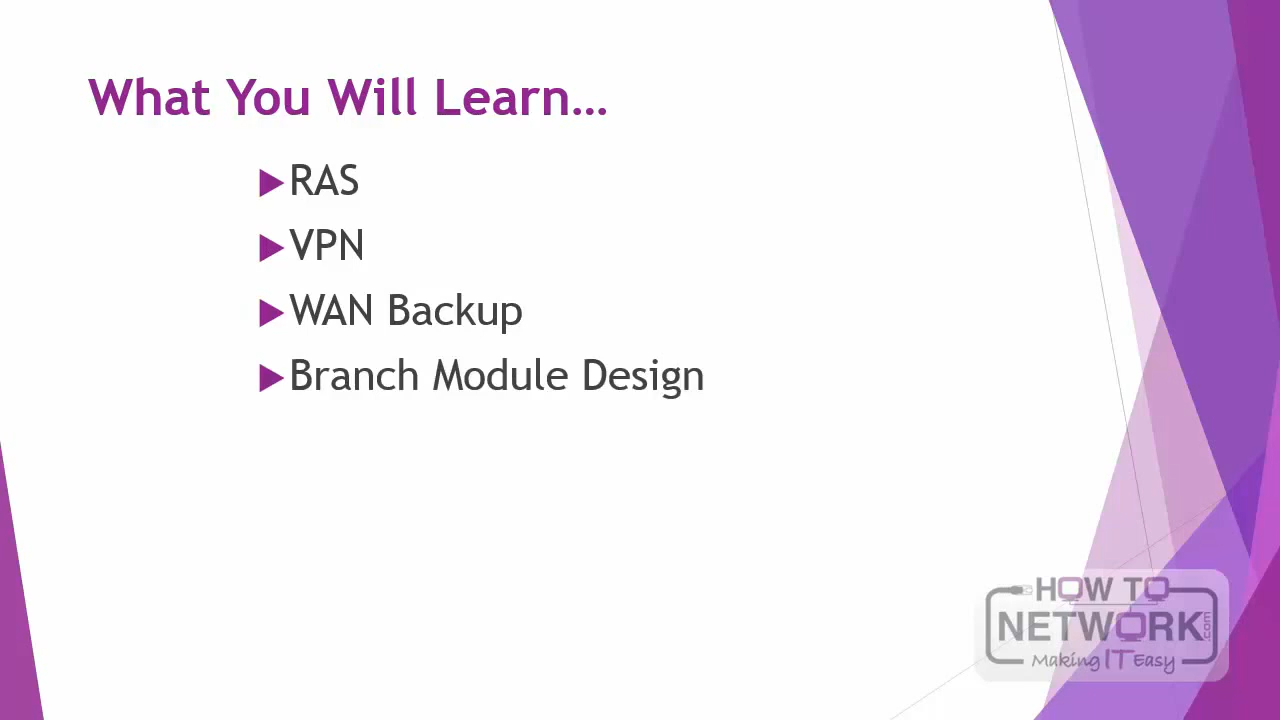 What You Will Learn…
RAS
VPN
WAN Backup
Branch Module Design
HOW TO
NETWORK.com
Making IT Easy